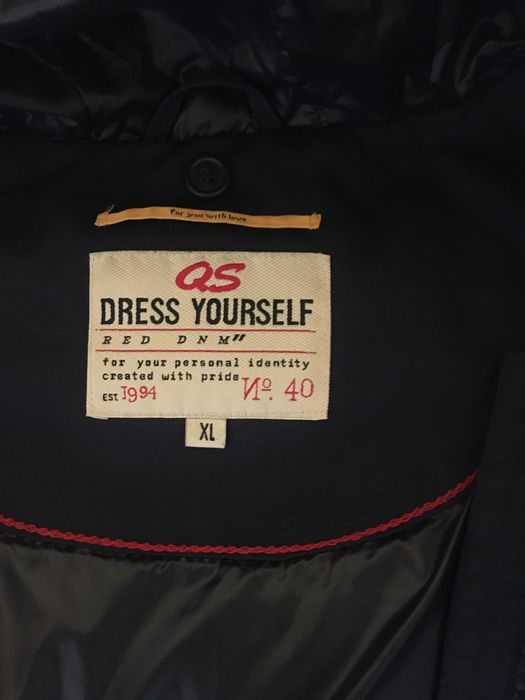 For you with love
QS
DRESS YOURSELF
RED DNM"
for your personal identity
created with pride
EST. 1994 Nº. 40
XL